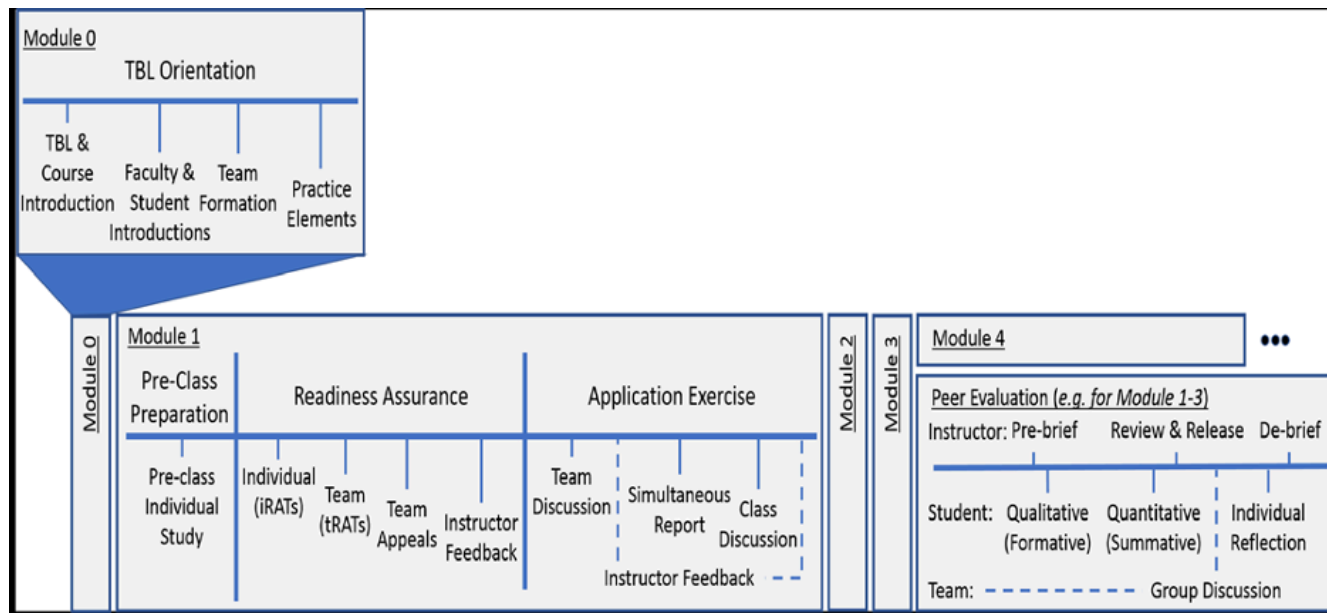 Module 0
TBL Orientation
TBL &
Course
Introduction
Faculty &
Student
Introductions
Team
Formation
Practice
Elements
Module 0
Module 1
Pre-Class
Preparation
Readiness Assurance
Application Exercise
Pre-class
Individual
Study
Individual
(iRATs)
Team
(tRATs)
Team
Appeals
Instructor
Feedback
Team
Discussion
Simultaneous
Report
Class
Discussion
Instructor Feedback
Module 2
Module 3
Module 4
•••
Peer Evaluation (e.g. for Module 1-3)
Instructor: Pre-brief Review & Release De-brief
Student: Qualitative Quantitative Individual
(Formative) (Summative) Reflection
Team: Group Discussion